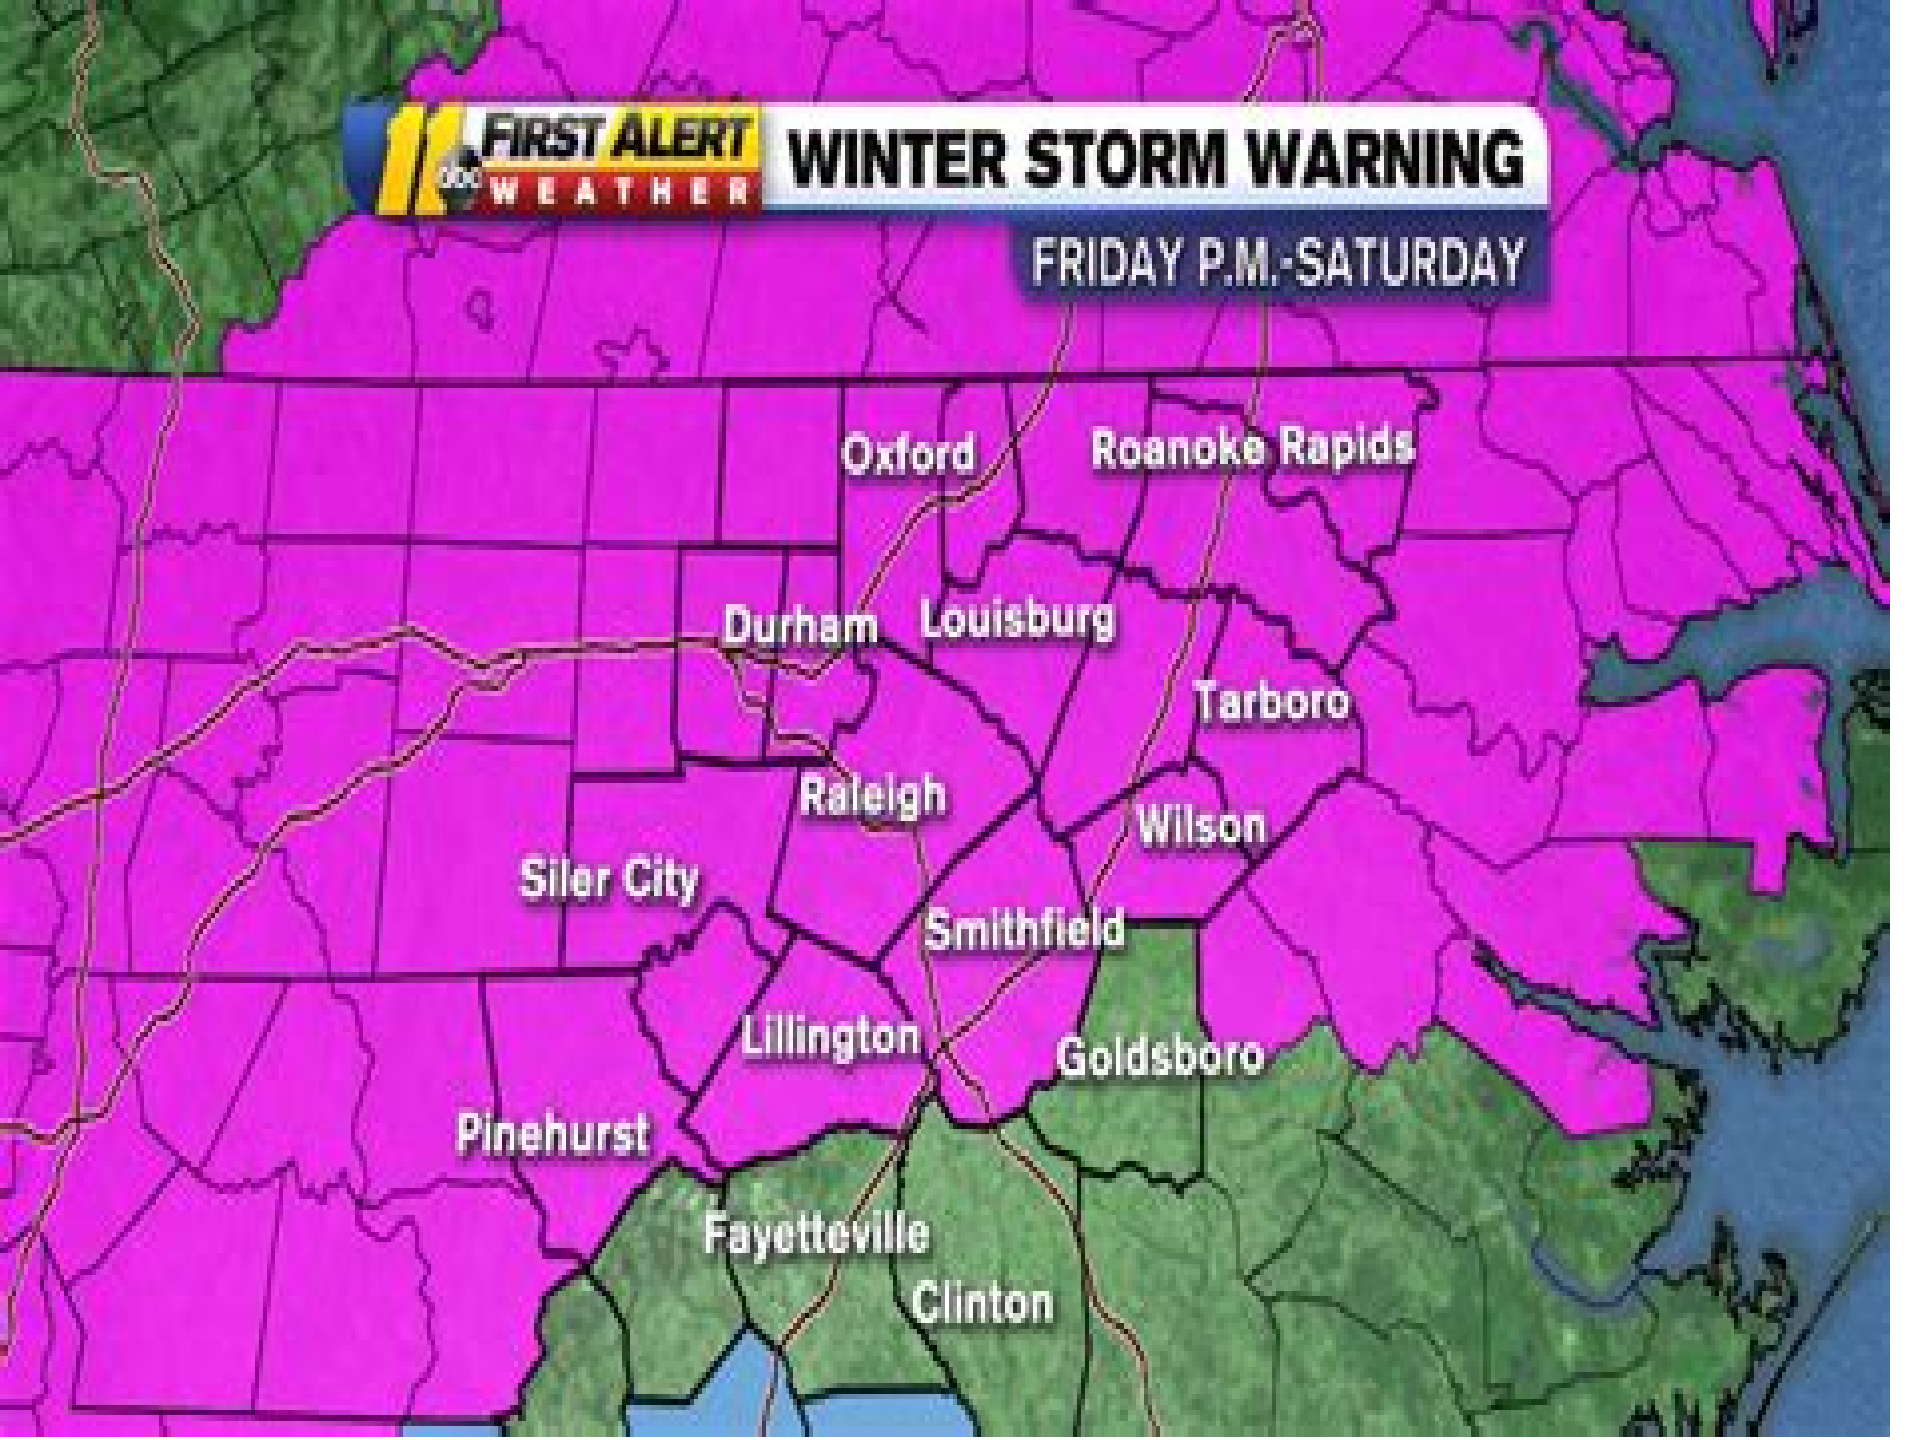 11 abc FIRST ALERT WEATHER
WINTER STORM WARNING
FRIDAY P.M.-SATURDAY
Oxford
Roanoke Rapids
Durham
Louisburg
Tarboro
Raleigh
Wilson
Siler City
Smithfield
Lillington
Goldsboro
Pinehurst
Fayetteville
Clinton